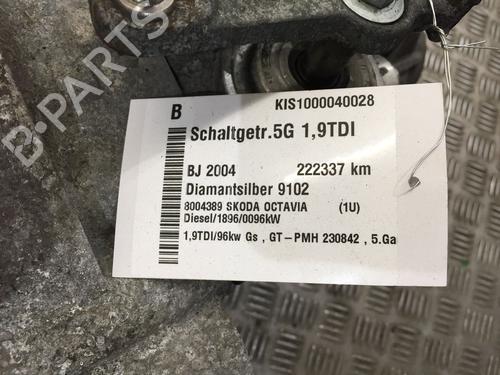 B KIS1000040028
Schaltgetr.5G 1,9TDI
BJ 2004 222337 km
Diamantsilber 9102
8004389 SKODA OCTAVIA (1U)
Diesel/1896/0096kW
1,9TDI/96kw Gs , GT-PMH 230842 , 5.Ga
B-PARTS